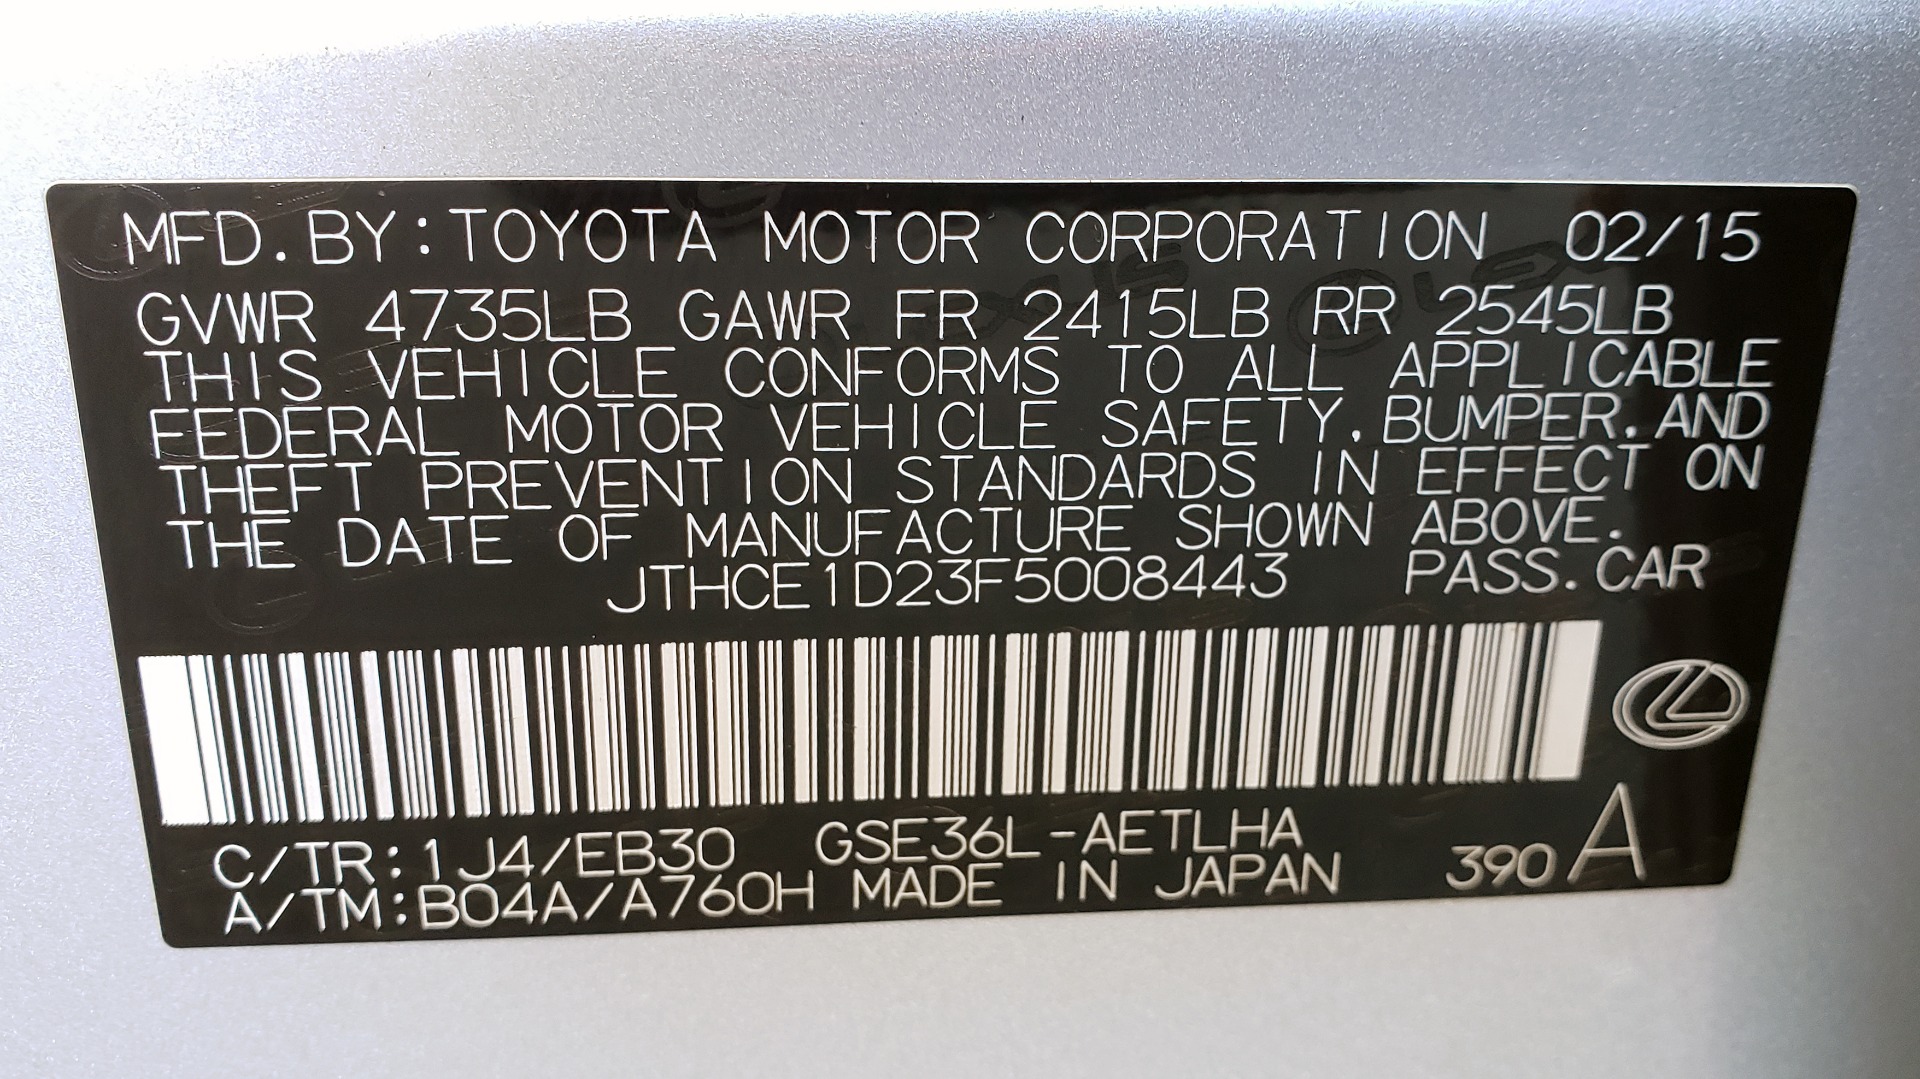 MFD. BY: TOYOTA MOTOR CORPORATION 02/15
GVWR 4735LB GAWR FR 2415LB RR 2545LB
THIS VEHICLE CONFORMS TO ALL APPLICABLE
FEDERAL MOTOR VEHICLE SAFETY. BUMPER. AND
THEFT PREVENTION STANDARDS IN EFFECT ON
THE DATE OF MANUFACTURE SHOWN ABOVE.
JTHCE1D23F5008443 PASS. CAR
C/TR: 1J4/EB30 GSE36L-AETLHA
A/TM: B04A/A760H MADE IN JAPAN 390 A